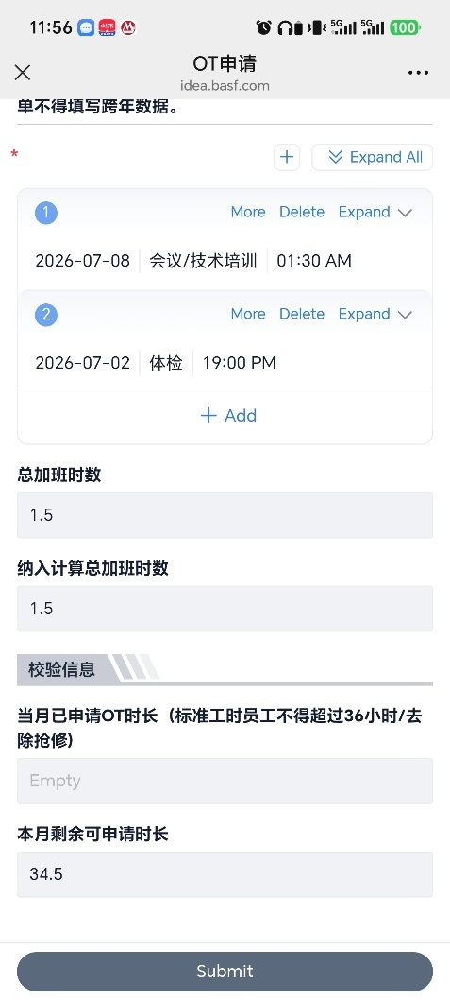 11:56 5G 5G 100
OT申请
idea.basf.com
单不得填写跨年数据。
* + Expand All
1 More Delete Expand
2026-07-08 会议/技术培训 01:30 AM
2 More Delete Expand
2026-07-02 体检 19:00 PM
+ Add
总加班时数
1.5
纳入计算总加班时数
1.5
校验信息
当月已申请OT时长（标准工时员工不得超过36小时/去
除抢修）
Empty
本月剩余可申请时长
34.5
Submit